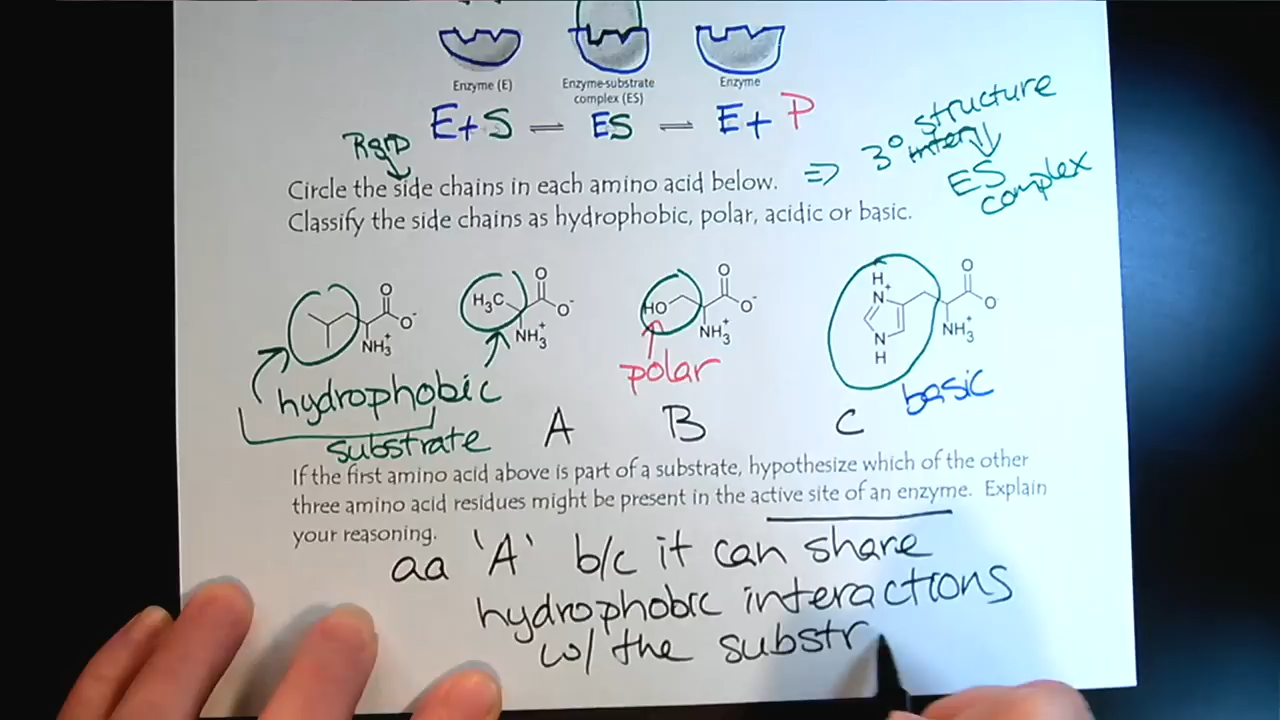 Enzyme (E)
Enzyme-substrate
complex (ES)
Enzyme
E+S ⇌ ES ⇌ E+ P
R grp
Circle the side chains in each amino acid below.
Classify the side chains as hydrophobic, polar, acidic or basic.
⇒ 3° structure
inter
ES
complex
O
O-
NH3+
H3C
O
O-
NH3+
HO
O
O-
NH3+
H
N+
N
H
O
O
NH3+
hydrophobic
polar
basic
substrate
A
B
C
If the first amino acid above is part of a substrate, hypothesize which of the other
three amino acid residues might be present in the active site of an enzyme. Explain
your reasoning.
aa 'A' b/c it can share
hydrophobic interactions
w/ the substr